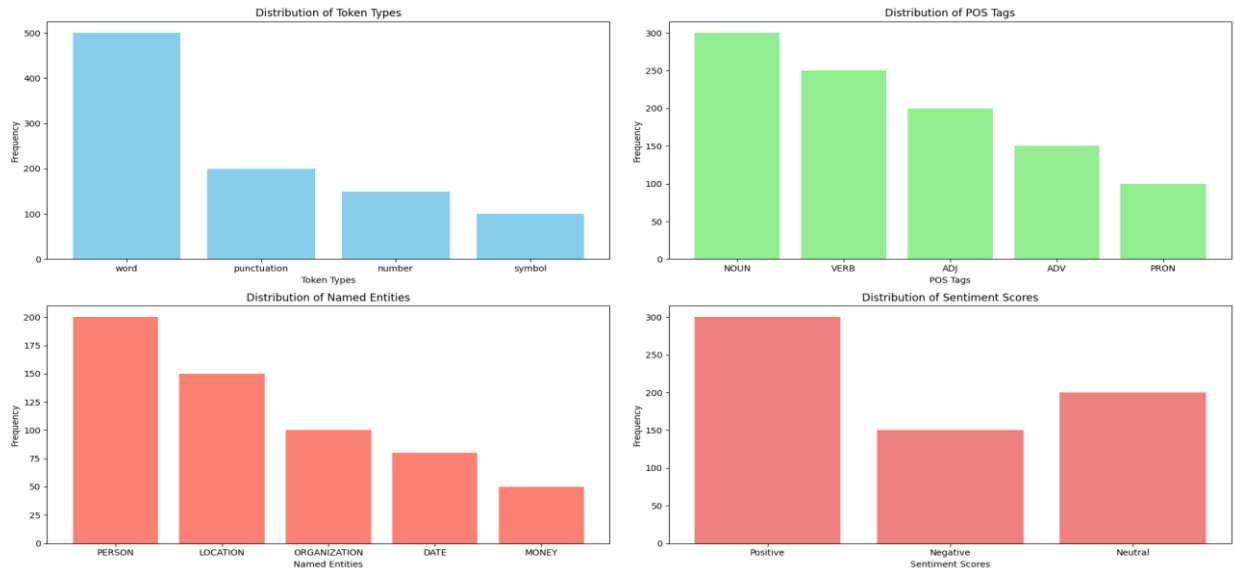 Distribution of Token Types
500
400
300
200
100
0
Frequency
word punctuation number symbol
Token Types
Distribution of POS Tags
300
250
200
150
100
50
0
Frequency
NOUN VERB ADJ ADV PRON
POS Tags
Distribution of Named Entities
200
175
150
125
100
75
50
25
0
Frequency
PERSON LOCATION ORGANIZATION DATE MONEY
Named Entities
Distribution of Sentiment Scores
300
250
200
150
100
50
0
Frequency
Positive Negative Neutral
Sentiment Scores